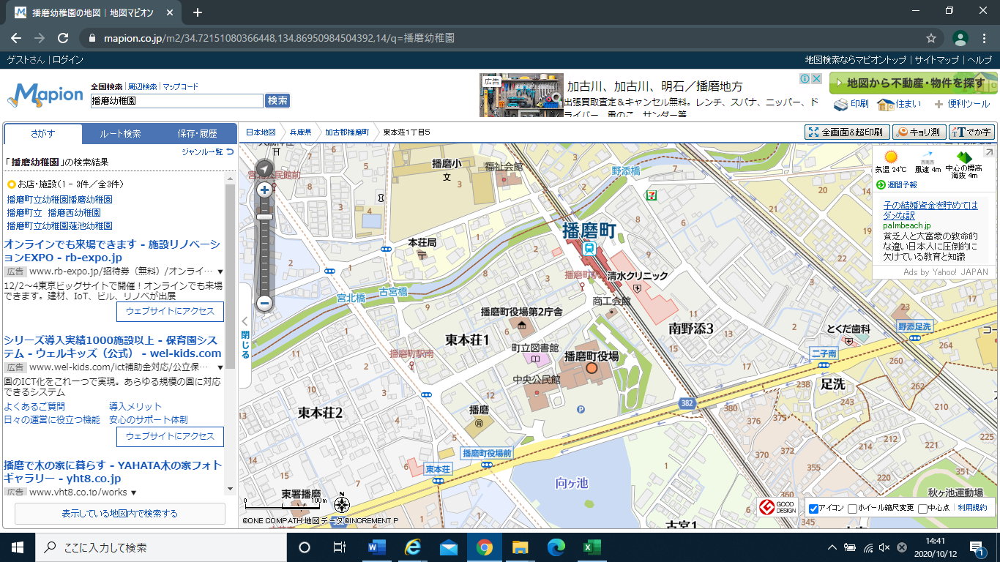 播磨幼稚園の地図 | 地図マピオン
mapion.co.jp/m2/34.72151080366448,134.86950984504392,14/q=播磨幼稚園
ゲストさん | ログイン
地図検索ならマピオントップ | サイトマップ | ヘルプ
Mapion
全国検索 | 周辺検索 | マップコード
播磨幼稚園
検索
広告
加古川、加古川、明石／播磨地方
出張買取査定＆キャンセル無料。レンチ、スパナ、ニッパー、ド
地図から不動産・物件を探す
印刷
住まい
便利ツール
さがす
ルート検索
保存・履歴
日本地図
兵庫県
加古郡播磨町
東本荘1丁目5
全画面&超印刷
キョリ測
でか字
ジャンル一覧
「播磨幼稚園」の検索結果
お店・施設(1 - 3件／全3件)
播磨町立幼稚園播磨幼稚園
播磨町立 播磨西幼稚園
播磨町立幼稚園蓮池幼稚園
オンラインでも来場できます - 施設リノベーシ
ョンEXPO - rb-expo.jp
広告 www.rb-expo.jp/招待券（無料）/オンライ… ▼
12/2～4東京ビッグサイトで開催！オンラインでも来場
できます。建材、IoT、ビル、リノベが出展
ウェブサイトにアクセス
シリーズ導入実績1000施設以上 - 保育園シス
テム - ウェルキッズ（公式） - wel-kids.com
広告 www.wel-kids.com/ict補助金対応/公立保… ▼
園のICT化をこれ一つで実現。あらゆる規模の園に対応
できるシステム
よくあるご質問 導入メリット
日々の運営に役立つ機能 安心のサポート体制
ウェブサイトにアクセス
播磨で木の家に暮らす - YAHATA木の家フォト
ギャラリー - yht8.co.jp
広告 www.yht8.co.jp/works ▼
表示している地図内で検索する
閉じる
播磨小
文
福祉会館
野添橋
本荘局
播磨町
清水クリニック
商工会館
宮北橋
古宮橋
播磨町役場第2庁舎
東本荘1
町立図書館
播磨町役場
中央公民館
播磨町駅南
南野添3
とくだ歯科
野添足洗
二子南
足洗
382
東本荘2
播磨
播磨町役場前
東本荘
向ヶ池
東署播磨
秋ヶ池運動場
古宮1
238
243
264
260
262
210
380
376
375
372
366
370
355
345
321
322
335
332
0
100m
N
©ONE COMPATH 地図データ©INCREMENT P
気温 24℃
風速 4m
中心の標高
海抜 4m
週間予報
子の結婚資金を貯めては
ダメな訳
palmbeach.jp
貧乏人と大富豪の致命的
な違い日本人に圧倒的に
欠けている教育と知識
Ads by Yahoo! JAPAN
GOOD
DESIGN
アイコン
ホイール縮尺変更
中心点
利用規約
ここに入力して検索
14:41
2020/10/12
1